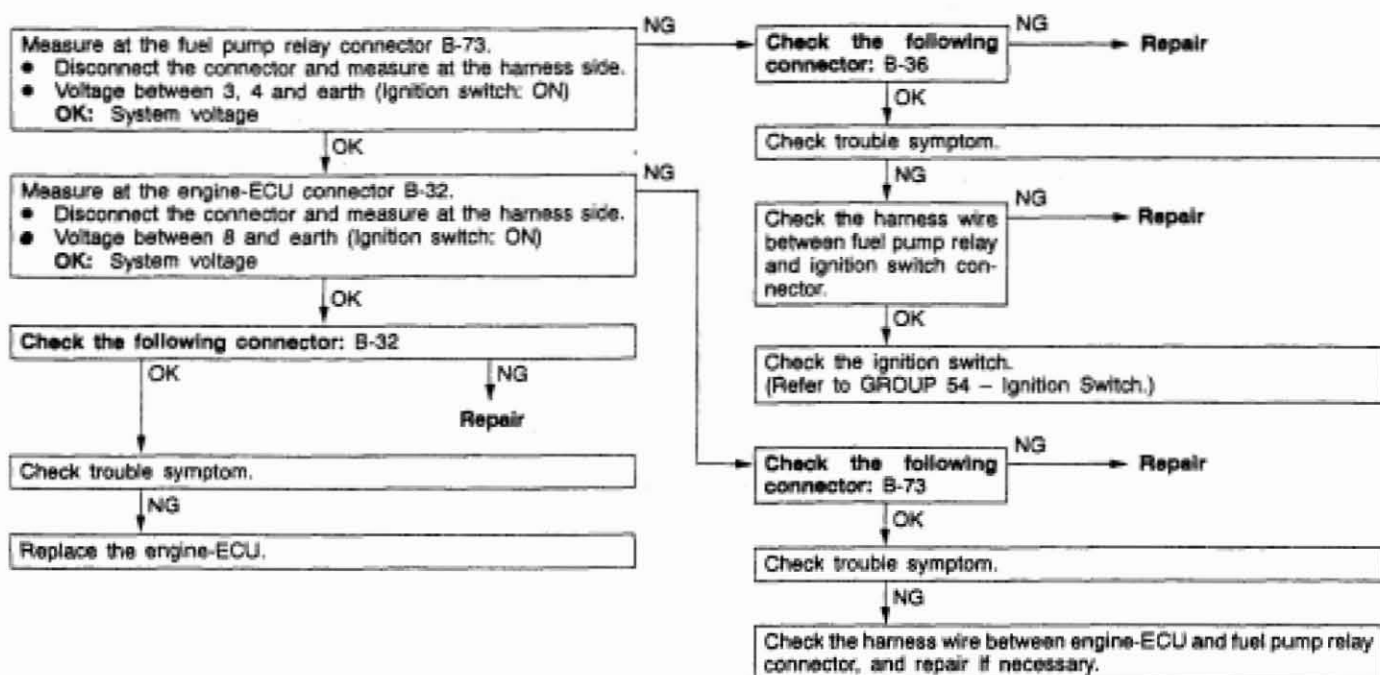 Measure at the fuel pump relay connector B-73.
● Disconnect the connector and measure at the harness side.
● Voltage between 3, 4 and earth (Ignition switch: ON)
OK: System voltage
NG
OK
Measure at the engine-ECU connector B-32.
● Disconnect the connector and measure at the harness side.
● Voltage between 8 and earth (Ignition switch: ON)
OK: System voltage
NG
OK
Check the following connector: B-32
OK
NG
Repair
Check trouble symptom.
NG
Replace the engine-ECU.
Check the following
connector: B-36
NG
Repair
OK
Check trouble symptom.
NG
Check the harness wire
between fuel pump relay
and ignition switch con-
nector.
NG
Repair
OK
Check the ignition switch.
(Refer to GROUP 54 – Ignition Switch.)
Check the following
connector: B-73
NG
Repair
OK
Check trouble symptom.
NG
Check the harness wire between engine-ECU and fuel pump relay
connector, and repair if necessary.